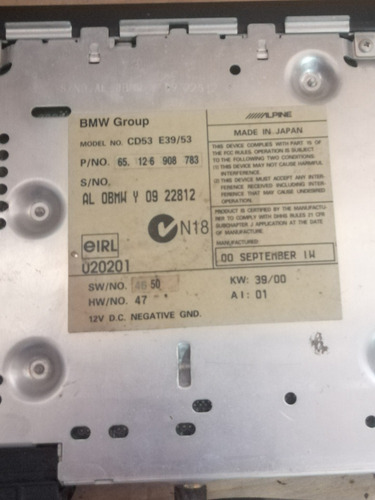 BMW Group
MODEL NO. CD53 E39/53
P/NO. 65. 12-6 908 783
S/NO.
AL 0BMW Y 09 22812
N18
eIRL
020201
SW/NO. 50
HW/NO. 47
12V D.C. NEGATIVE GND.
ALPINE
MADE IN JAPAN
THIS DEVICE COMPLIES WITH PART 15 OF
THE FCC RULES. OPERATION IS SUBJECT
TO THE FOLLOWING TWO CONDITIONS:
(1) THIS DEVICE MAY NOT CAUSE HARMFUL
INTERFERENCE.
(2) THIS DEVICE MUST ACCEPT ANY INTER-
FERENCE RECEIVED INCLUDING INTER-
FERENCE THAT MAY CAUSE UNDESIRED
OPERATION.
PRODUCT IS CERTIFIED BY THE MANUFACTU-
RER TO COMPLY WITH DHHS RULES 21 CFR
SUBCHAPTER J APPLICATION AT THE DATE
OF MANUFACTURE.
MANUFACTURED:
00 SEPTEMBER IW
KW: 39/00
AI: 01